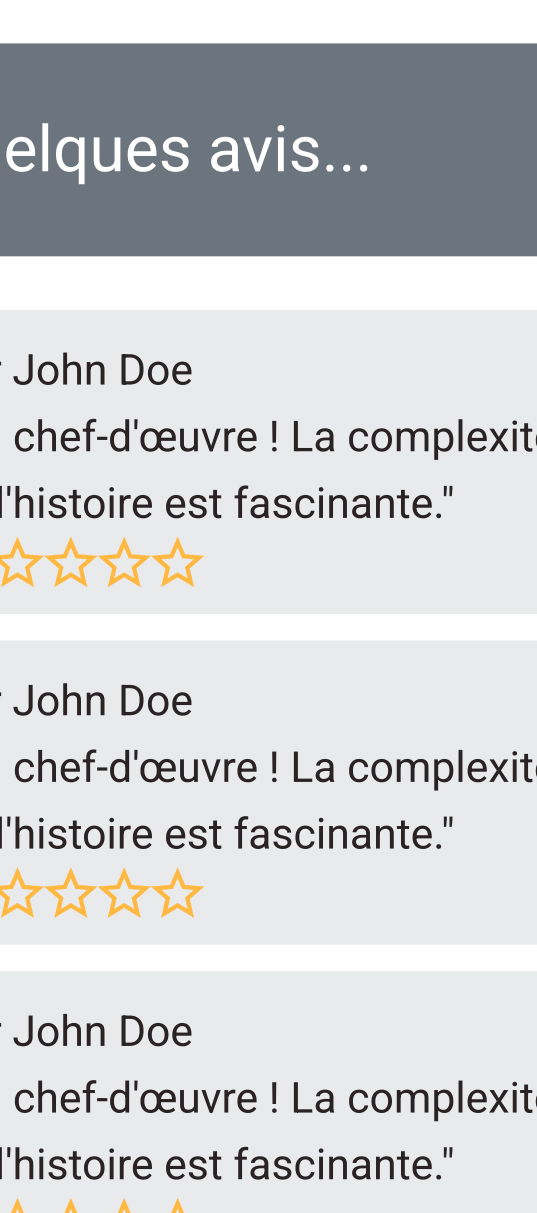 elques avis...
John Doe
chef-d'œuvre ! La complexit
l'histoire est fascinante."
John Doe
chef-d'œuvre ! La complexit
l'histoire est fascinante."
John Doe
chef-d'œuvre ! La complexit
l'histoire est fascinante."